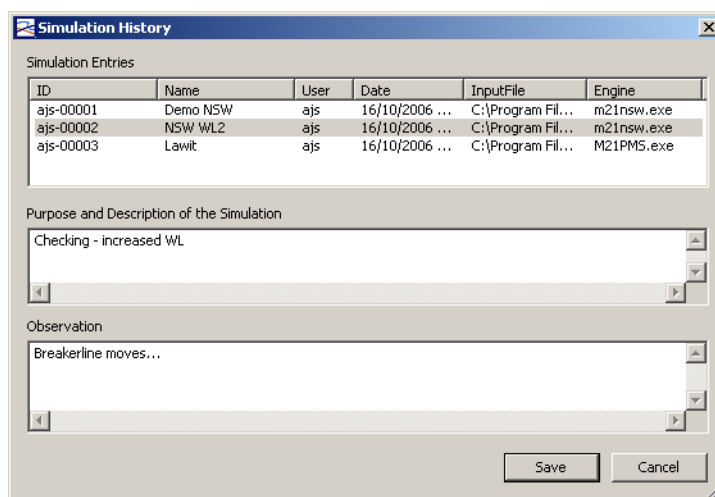 Simulation History
Simulation Entries
ID Name User Date InputFile Engine
ajs-00001 Demo NSW ajs 16/10/2006 ... C:\Program Fil... m21nsw.exe
ajs-00002 NSW WL2 ajs 16/10/2006 ... C:\Program Fil... m21nsw.exe
ajs-00003 Lawit ajs 16/10/2006 ... C:\Program Fil... M21PMS.exe
Purpose and Description of the Simulation
Checking - increased WL
Observation
Breakerline moves...
Save Cancel